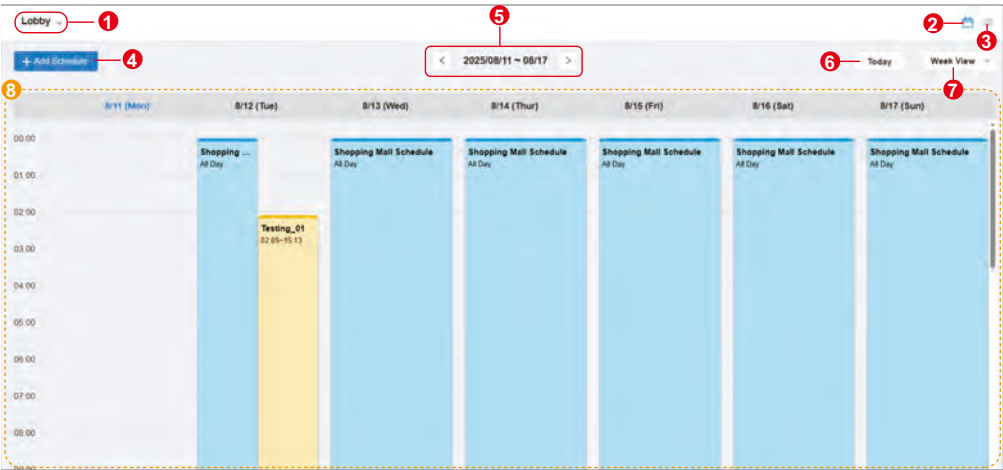 Lobby
1
5
2
3
+ Add Schedule
4
< 2025/08/11 ~ 08/17 >
6
Today
Week View
7
8
8/11 (Mon)
8/12 (Tue)
8/13 (Wed)
8/14 (Thur)
8/15 (Fri)
8/16 (Sat)
8/17 (Sun)
00:00
Shopping ...
All Day
Shopping Mall Schedule
All Day
Shopping Mall Schedule
All Day
Shopping Mall Schedule
All Day
Shopping Mall Schedule
All Day
Shopping Mall Schedule
All Day
01:00
02:00
Testing_01
02:05~15:13
03:00
04:00
05:00
06:00
07:00
08:00